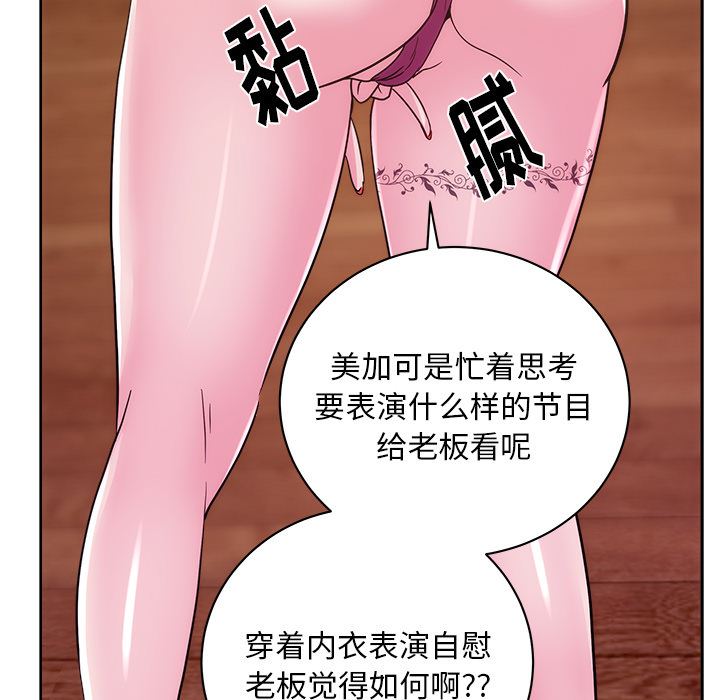 黏
腻
美加可是忙着思考
要表演什么样的节目
给老板看呢
穿着内衣表演自慰
老板觉得如何啊??